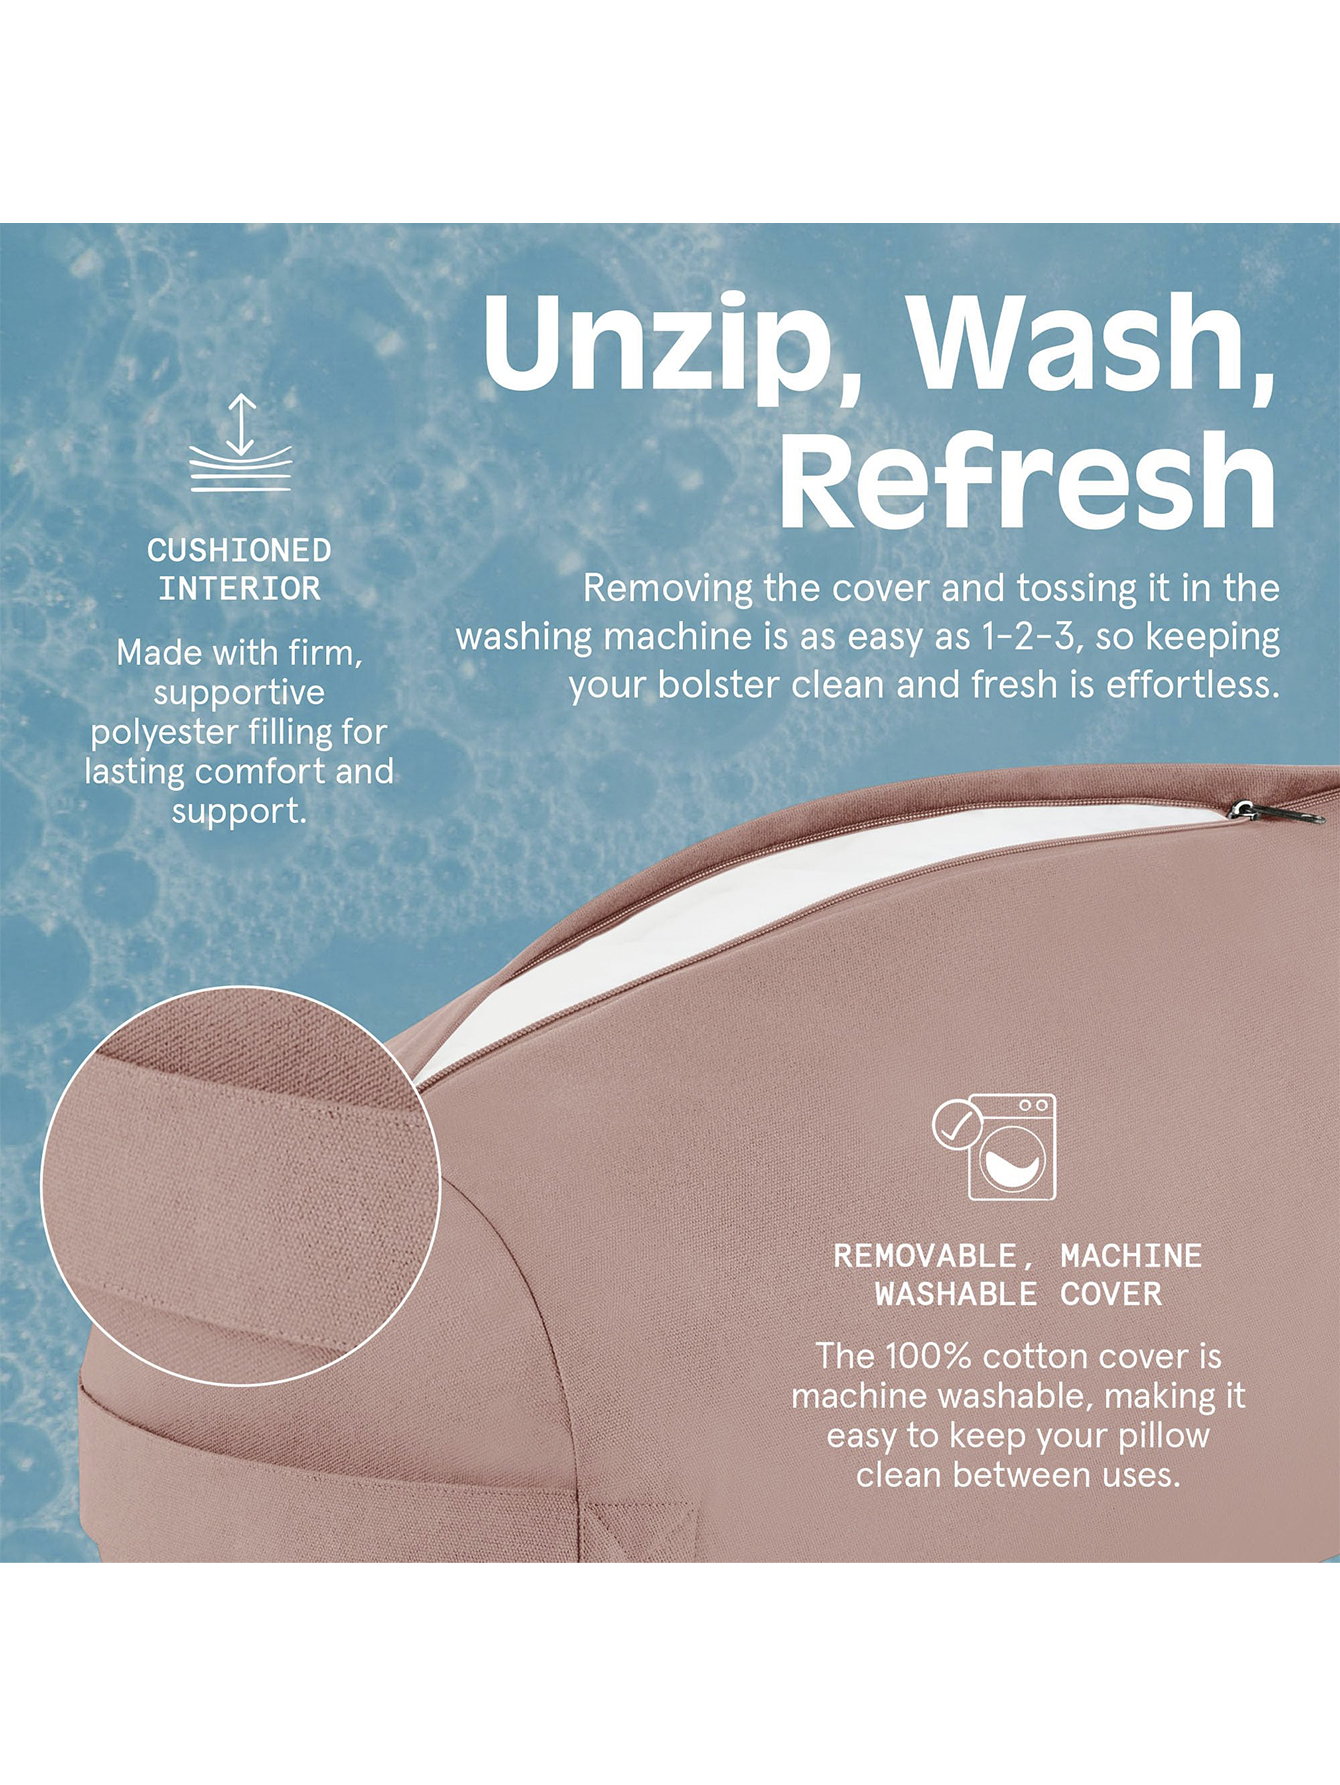 Unzip, Wash,
Refresh
Removing the cover and tossing it in the
washing machine is as easy as 1-2-3, so keeping
your bolster clean and fresh is effortless.
CUSHIONED
INTERIOR
Made with firm,
supportive
polyester filling for
lasting comfort and
support.
REMOVABLE, MACHINE
WASHABLE COVER
The 100% cotton cover is
machine washable, making it
easy to keep your pillow
clean between uses.